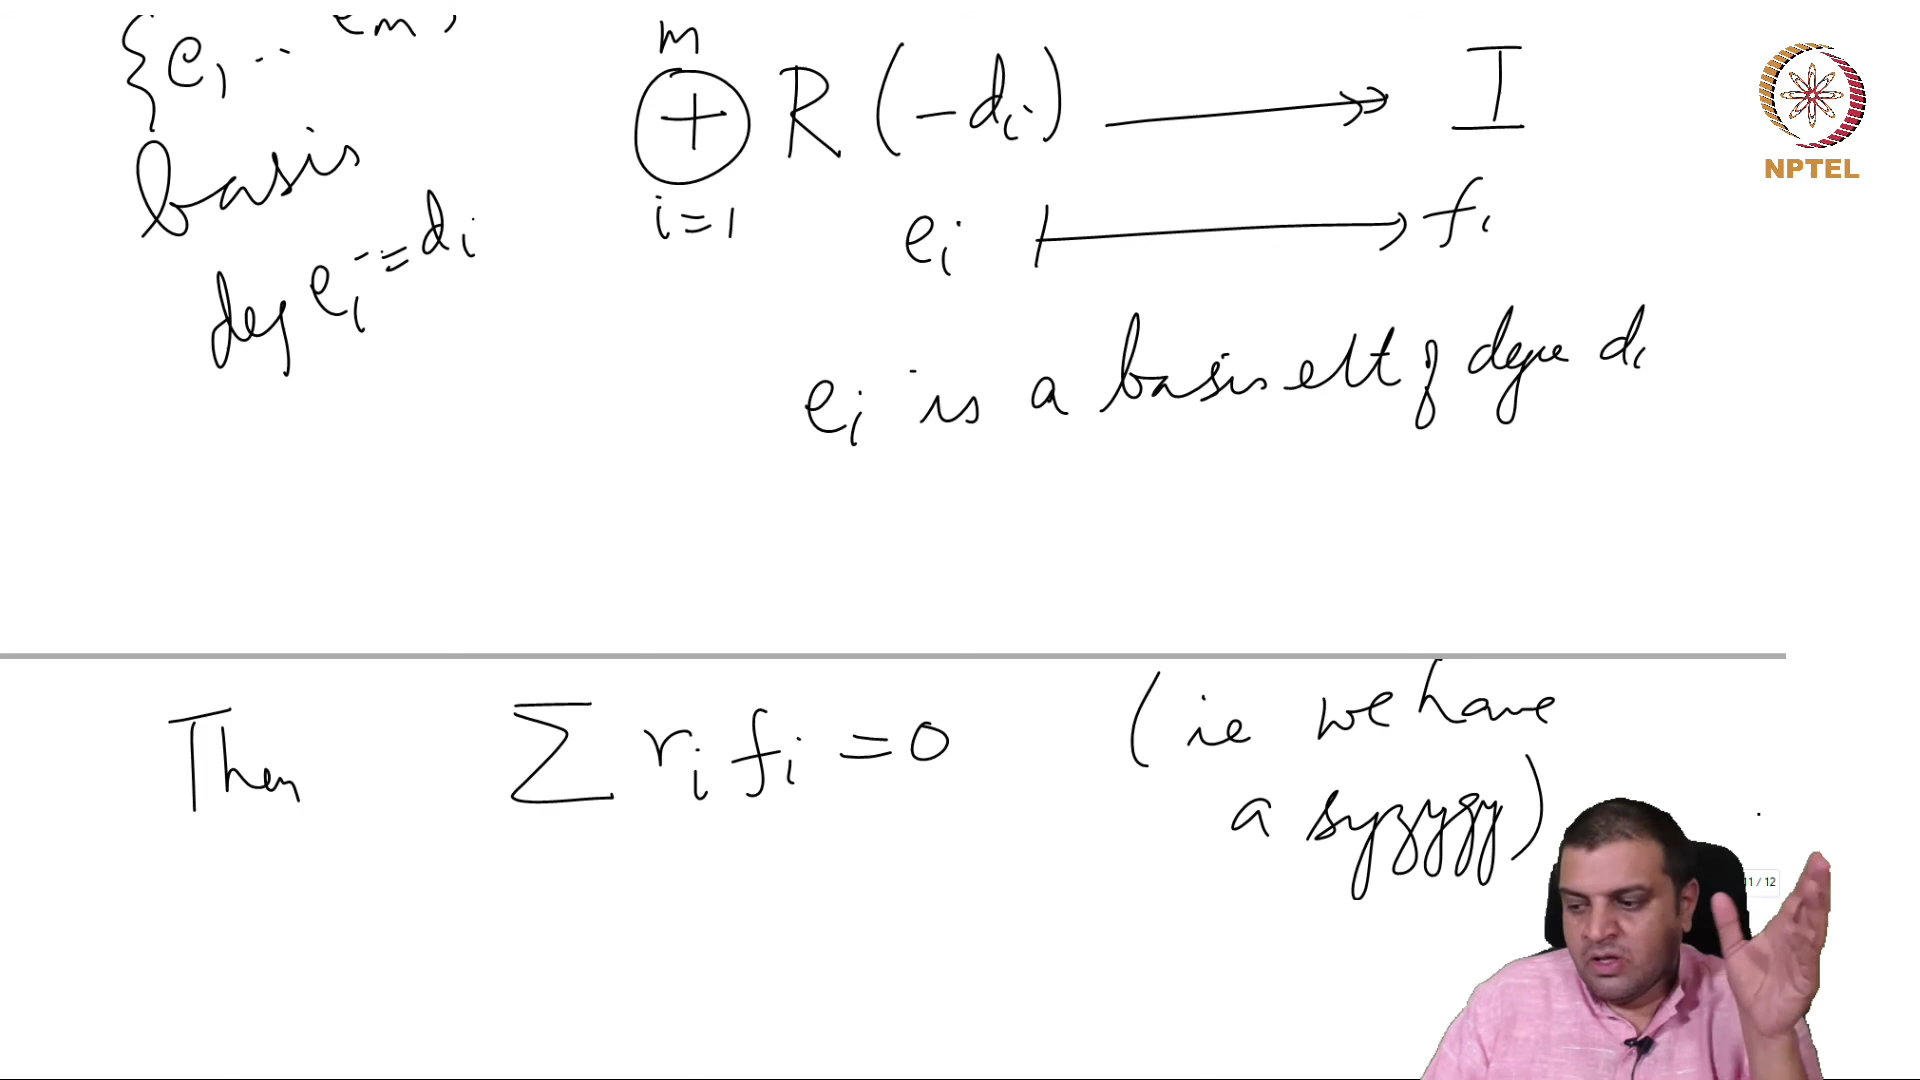 {e₁ ·· eₘ,
basis
deg eᵢ = dᵢ
m
⊕ R(-dᵢ) ↠ I
i=1
eᵢ ↦ fᵢ
eᵢ is a basis elt of degree dᵢ
NPTEL
Then ∑ rᵢ fᵢ = 0 (ie we have
a syzygy)
11 / 12